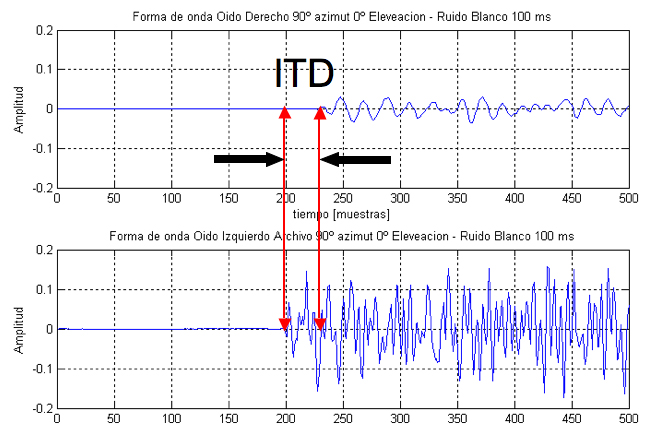 Forma de onda Oido Derecho 90º azimut 0º Eleveacion - Ruido Blanco 100 ms
0.2
0.1
0
-0.1
-0.2
Amplitud
ITD
0 50 100 150 200 250 300 350 400 450 500
tiempo [muestras]
Forma de onda Oido Izquierdo Archivo 90º azimut 0º Eleveacion - Ruido Blanco 100 ms
0.2
0.1
0
-0.1
-0.2
Amplitud
0 50 100 150 200 250 300 350 400 450 500